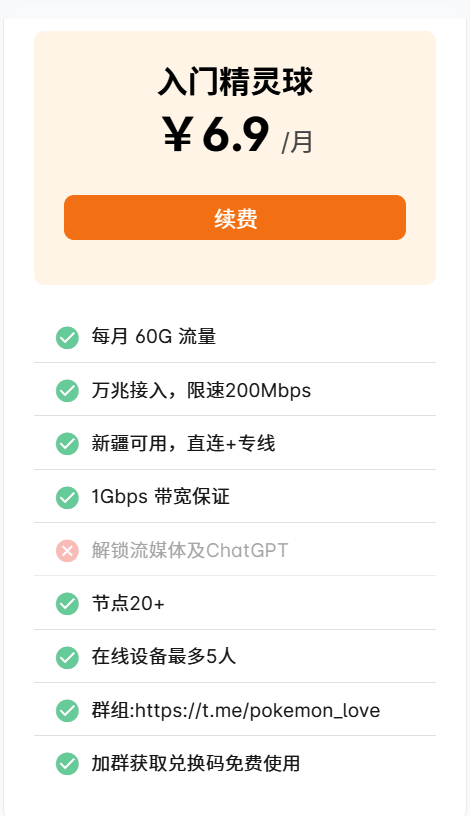 入门精灵球
￥6.9 /月
续费
每月 60G 流量
万兆接入，限速200Mbps
新疆可用，直连+专线
1Gbps 带宽保证
解锁流媒体及ChatGPT
节点20+
在线设备最多5人
群组:https://t.me/pokemon_love
加群获取兑换码免费使用